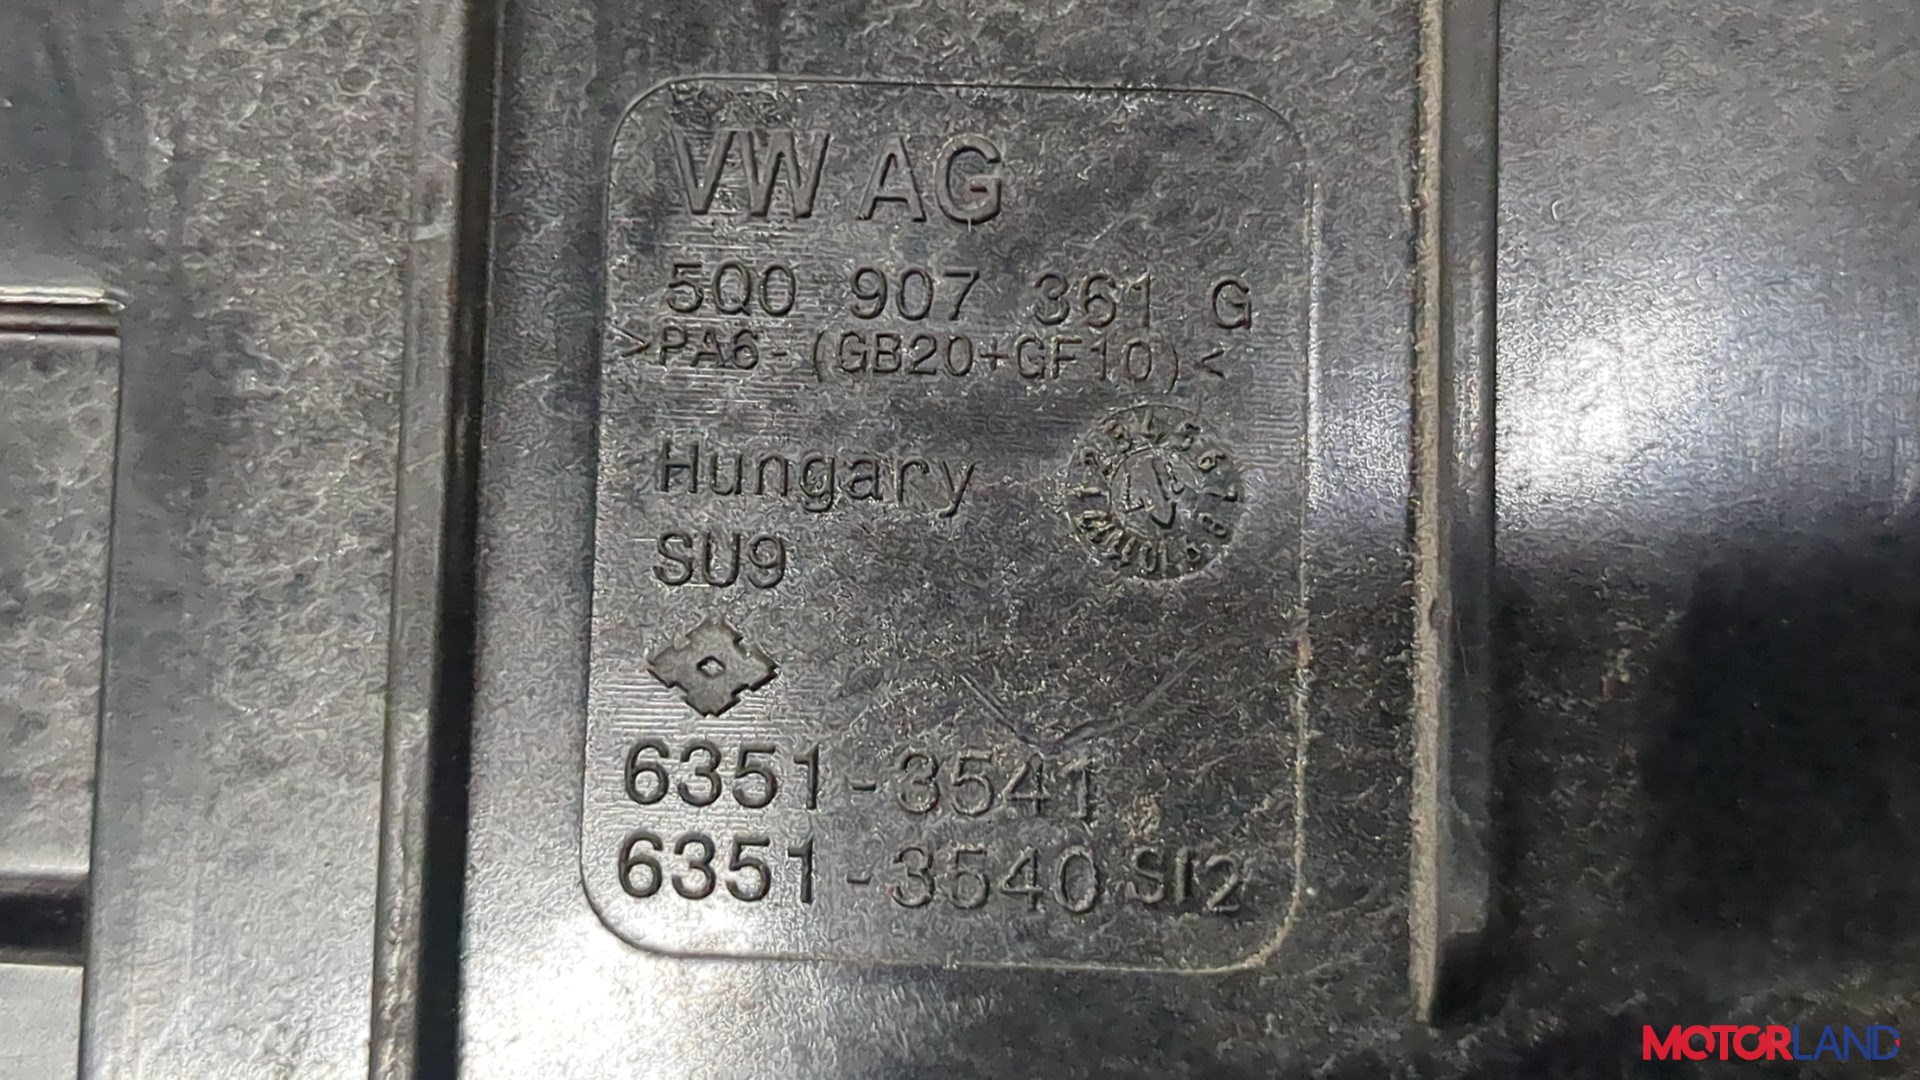 VW AG
5Q0 907 361 G
>PA6-(GB20+GF10)<
Hungary
SU9
6351-3541
6351-3540 SI2
MOTORLAND